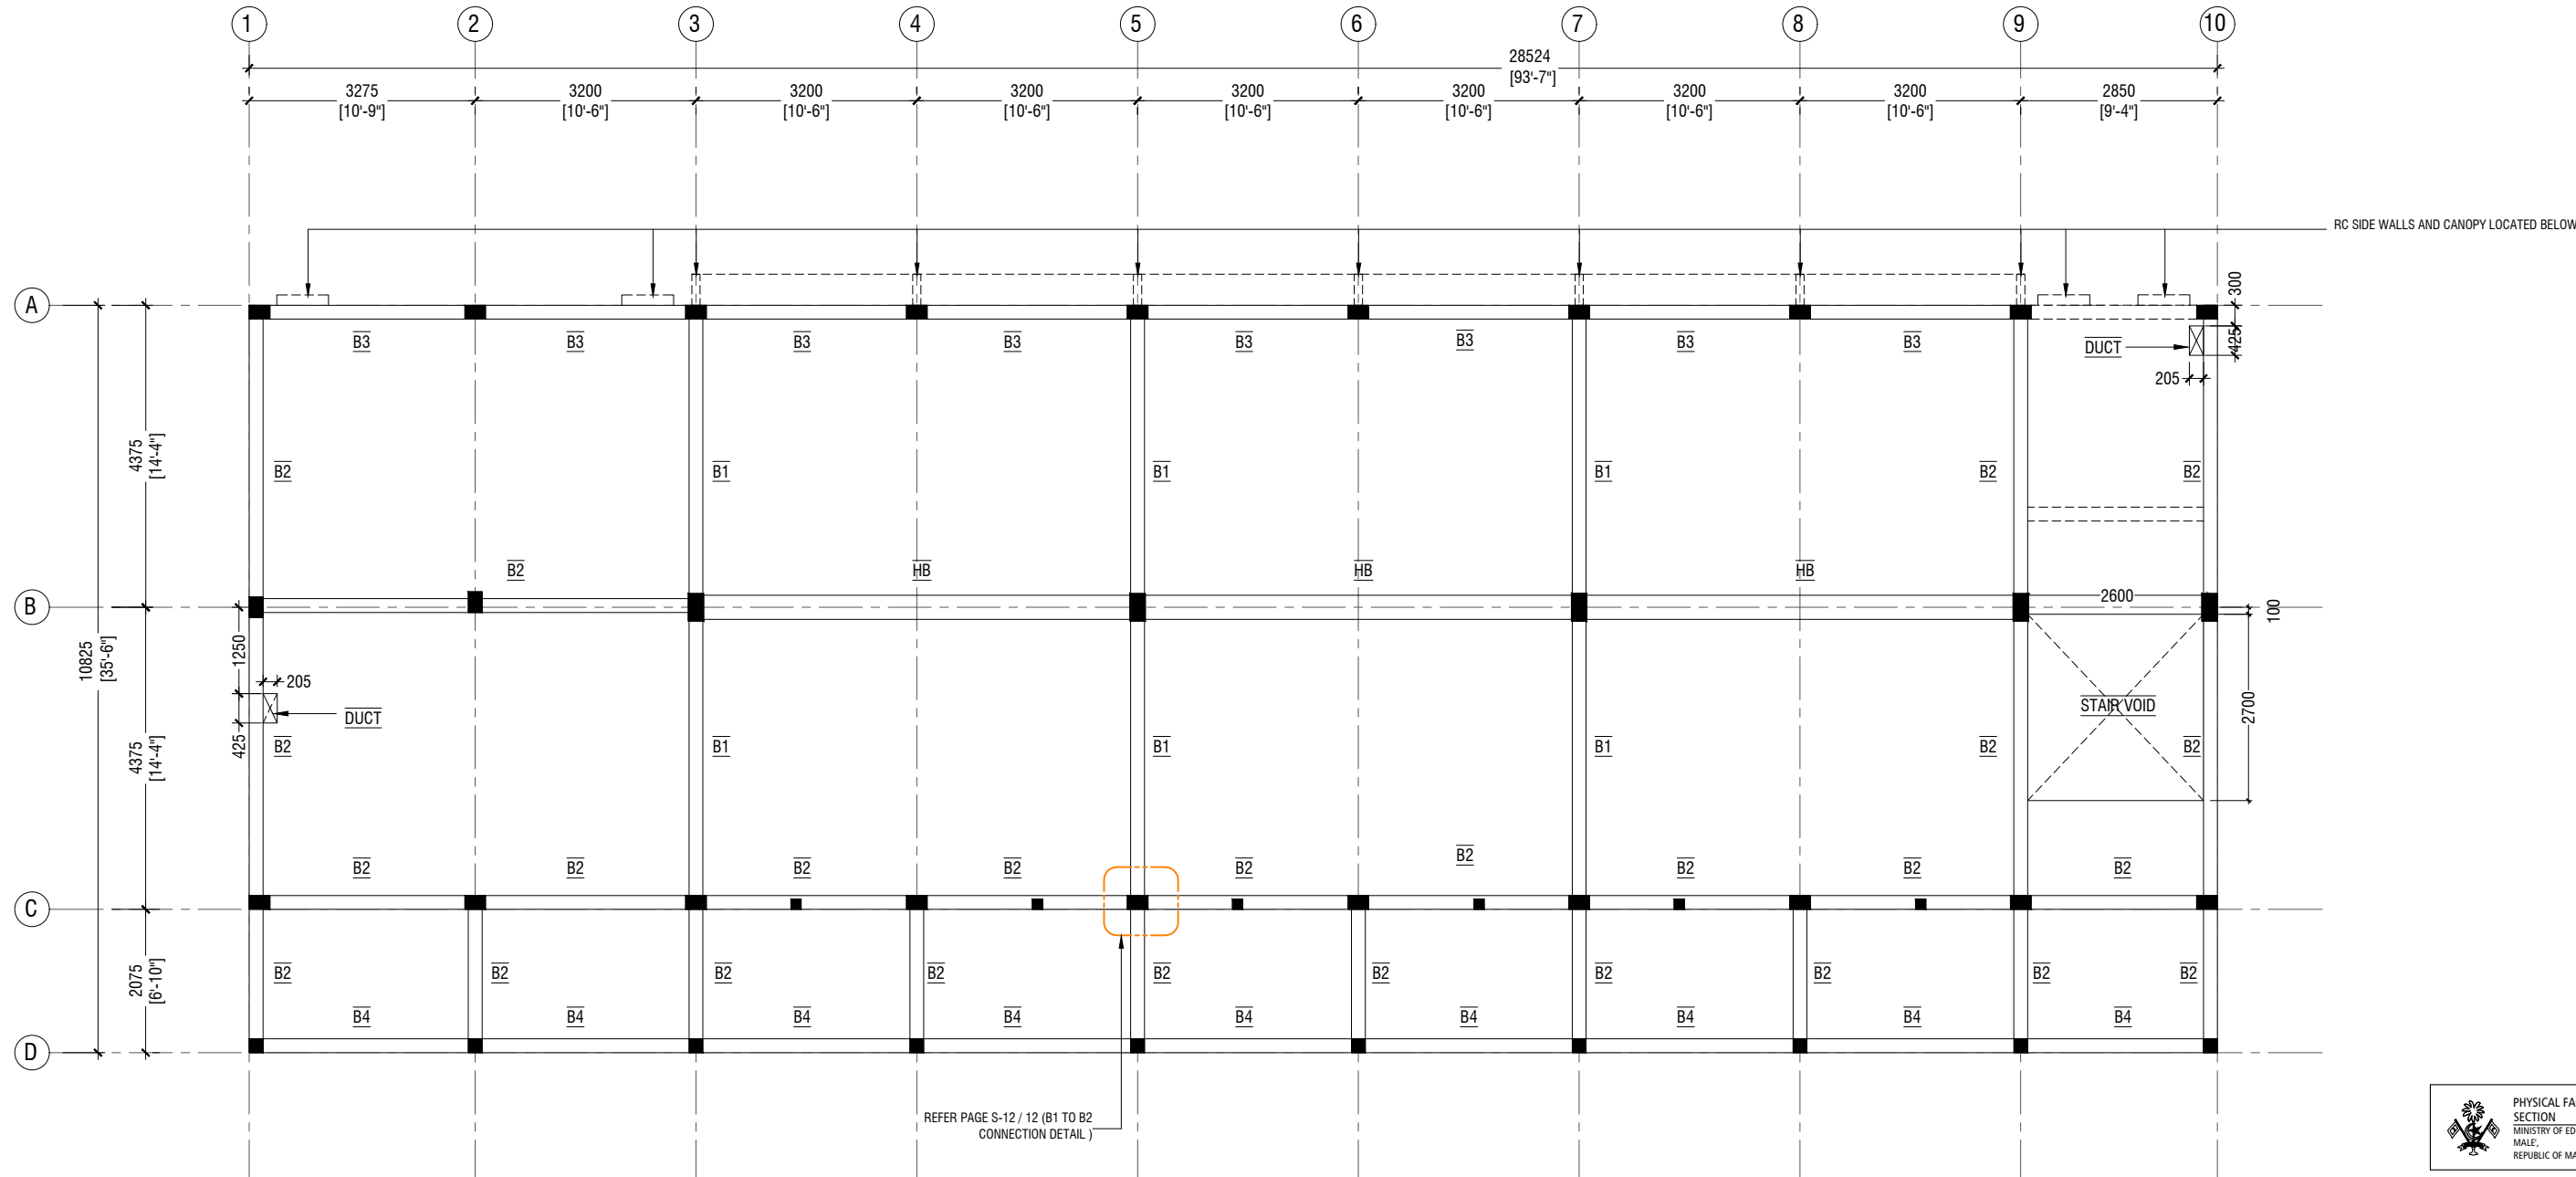 1 2 3 4 5 6 7 8 9 10
28524
[93'-7"]
3275 3200 3200 3200 3200 3200 3200 3200 2850
[10'-9"] [10'-6"] [10'-6"] [10'-6"] [10'-6"] [10'-6"] [10'-6"] [10'-6"] [9'-4"]
RC SIDE WALLS AND CANOPY LOCATED BELOW
300
A
B3 B3 B3 B3 B3 B3 B3 B3
DUCT
425
205
4375
[14'-4"]
B2 B1 B1 B1 B2 B2
B2 HB HB HB
B
2600
100
10825
[35'-6"]
1250
205
DUCT
425
STAIR VOID
2700
4375
[14'-4"]
B2 B1 B1 B1 B2 B2
B2 B2 B2 B2 B2 B2 B2 B2 B2
C
2075
[6'-10"]
B2 B2 B2 B2 B2 B2 B2 B2 B2 B2
B4 B4 B4 B4 B4 B4 B4 B4 B4
D
REFER PAGE S-12 / 12 (B1 TO B2
CONNECTION DETAIL )
PHYSICAL FA
SECTION
MINISTRY OF ED
MALE',
REPUBLIC OF MA